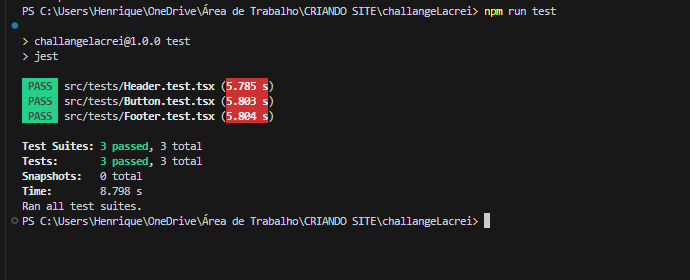 PS C:\Users\Henrique\OneDrive\Área de Trabalho\CRIANDO SITE\challangeLacrei> npm run test
> challangelacrei@1.0.0 test
> jest
PASS src/tests/Header.test.tsx (5.785 s)
PASS src/tests/Button.test.tsx (5.803 s)
PASS src/tests/Footer.test.tsx (5.804 s)
Test Suites: 3 passed, 3 total
Tests:       3 passed, 3 total
Snapshots:   0 total
Time:        8.798 s
Ran all test suites.
PS C:\Users\Henrique\OneDrive\Área de Trabalho\CRIANDO SITE\challangeLacrei>